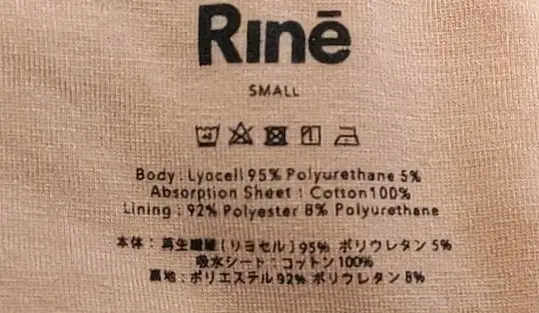 Rinē
SMALL
Body : Lyocell 95% Polyurethane 5%
Absorption Sheet : Cotton100%
Lining : 92% Polyester 8% Polyurethane
本体 : 再生繊維 (リヨセル) 95% ポリウレタン 5%
吸水シート : コットン 100%
裏地 : ポリエステル 92% ポリウレタン 8%